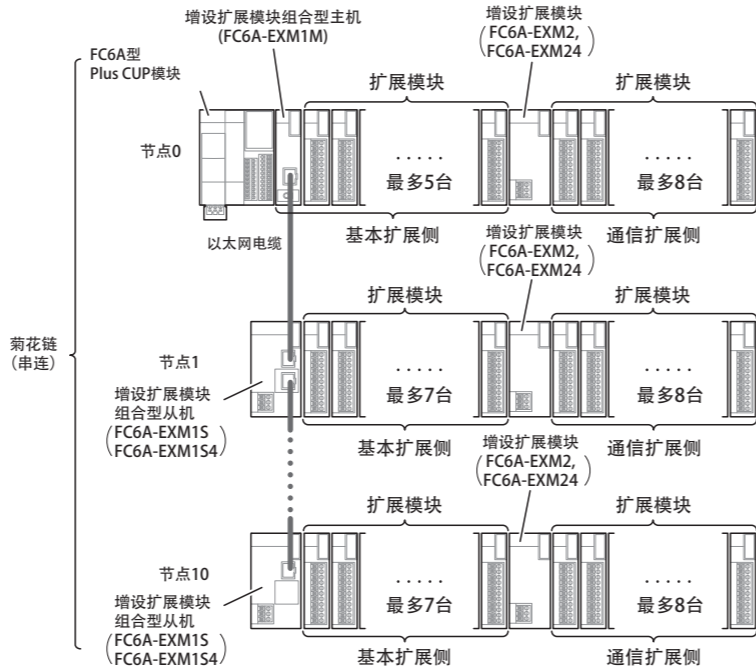 增设扩展模块组合型主机
(FC6A-EXM1M)
增设扩展模块
(FC6A-EXM2,
FC6A-EXM24)
FC6A型
Plus CUP模块
扩展模块
扩展模块
节点0
.....
最多5台
.....
最多8台
基本扩展侧
通信扩展侧
以太网电缆
增设扩展模块
(FC6A-EXM2,
FC6A-EXM24)
扩展模块
扩展模块
菊花链
(串连)
节点1
增设扩展模块
组合型从机
(FC6A-EXM1S
FC6A-EXM1S4)
.....
最多7台
.....
最多8台
基本扩展侧
通信扩展侧
增设扩展模块
(FC6A-EXM2,
FC6A-EXM24)
扩展模块
扩展模块
节点10
增设扩展模块
组合型从机
(FC6A-EXM1S
FC6A-EXM1S4)
.....
最多7台
.....
最多8台
基本扩展侧
通信扩展侧